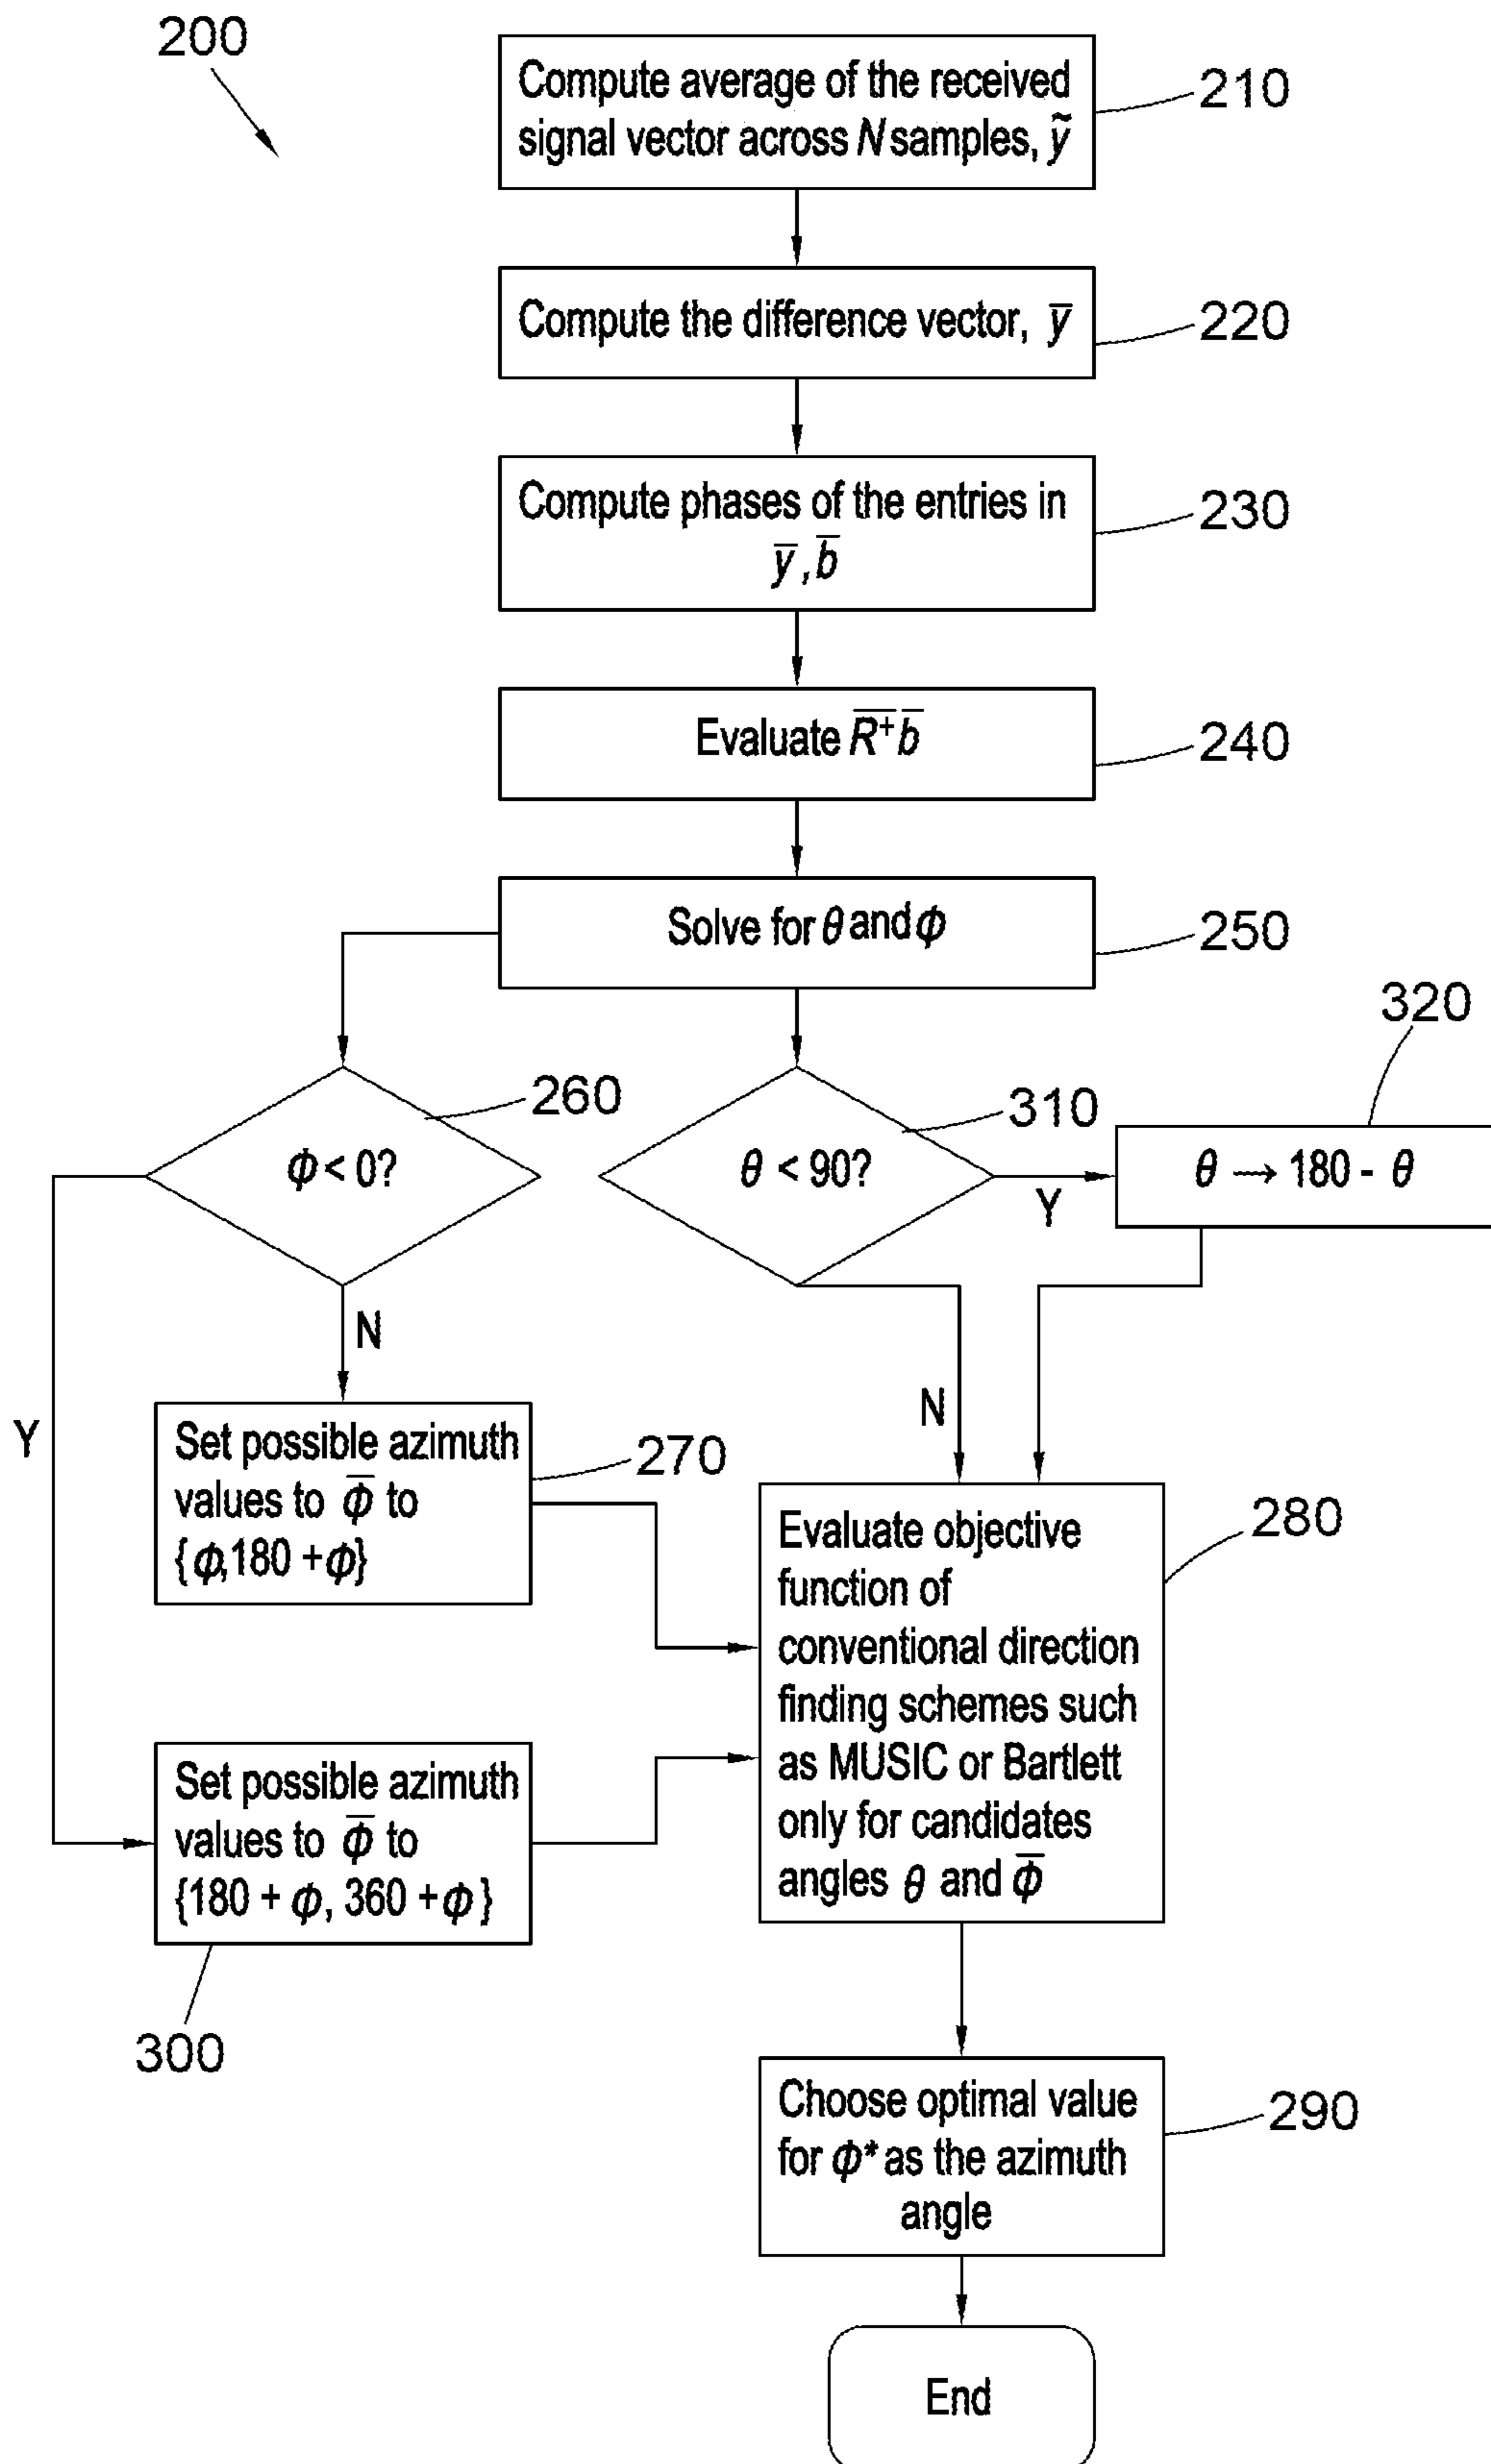 200
Compute average of the received
signal vector across N samples, ỹ
210
Compute the difference vector, y̅
220
Compute phases of the entries in
y̅, b̅
230
Evaluate R̅⁺ b̅
240
Solve for θ and ϕ
250
ϕ < 0?
260
θ < 90?
310
Y
θ → 180 - θ
320
N
Y
N
Set possible azimuth
values to ϕ̅ to
{ϕ,180 + ϕ}
270
Set possible azimuth
values to ϕ̅ to
{180 + ϕ, 360 + ϕ}
300
Evaluate objective
function of
conventional direction
finding schemes such
as MUSIC or Bartlett
only for candidates
angles θ and ϕ̅
280
Choose optimal value
for ϕ* as the azimuth
angle
290
End